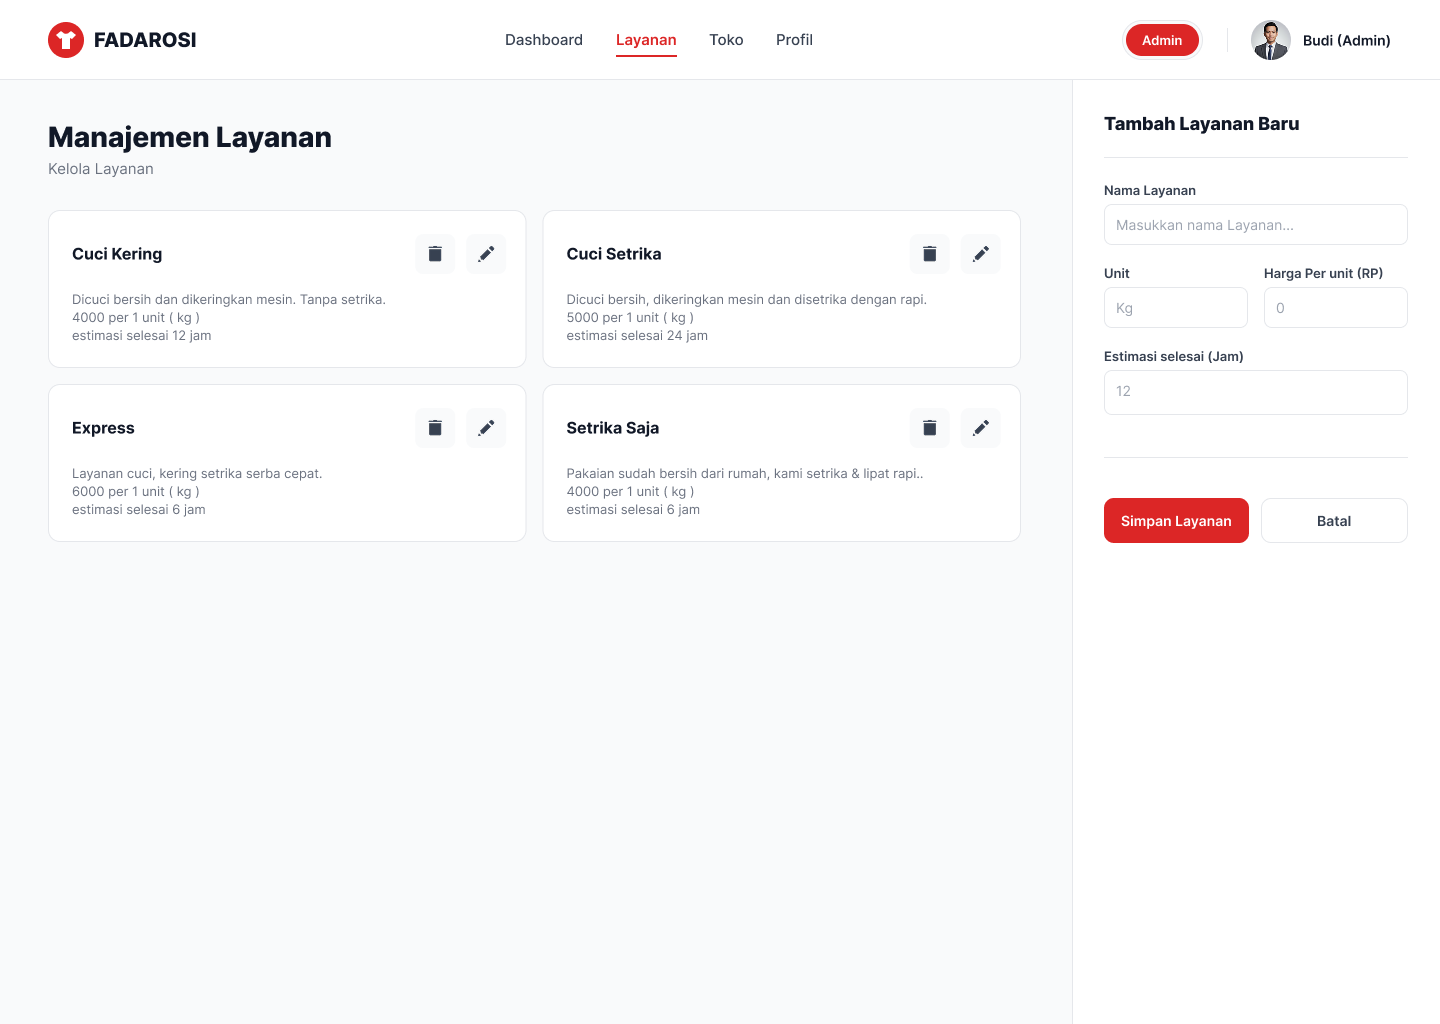 FADAROSI
Dashboard
Layanan
Toko
Profil
Admin
Budi (Admin)
Manajemen Layanan
Kelola Layanan
Cuci Kering
Dicuci bersih dan dikeringkan mesin. Tanpa setrika.
4000 per 1 unit ( kg )
estimasi selesai 12 jam
Cuci Setrika
Dicuci bersih, dikeringkan mesin dan disetrika dengan rapi.
5000 per 1 unit ( kg )
estimasi selesai 24 jam
Express
Layanan cuci, kering setrika serba cepat.
6000 per 1 unit ( kg )
estimasi selesai 6 jam
Setrika Saja
Pakaian sudah bersih dari rumah, kami setrika & lipat rapi..
4000 per 1 unit ( kg )
estimasi selesai 6 jam
Tambah Layanan Baru
Nama Layanan
Masukkan nama Layanan...
Unit
Kg
Harga Per unit (RP)
0
Estimasi selesai (Jam)
12
Simpan Layanan
Batal